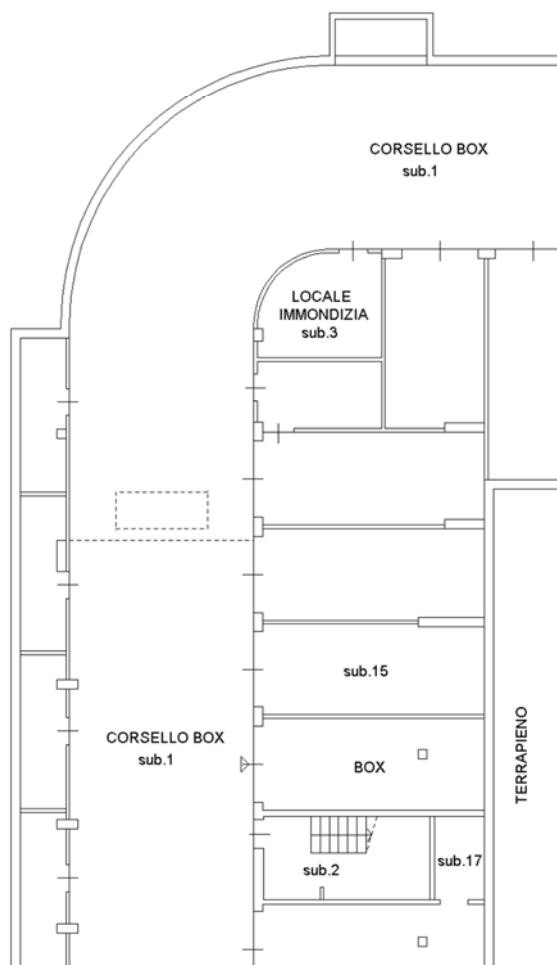 CORSELLO BOX
sub.1
LOCALE
IMMONDIZIA
sub.3
sub.15
CORSELLO BOX
sub.1
BOX
TERRAPIENO
sub.2
sub.17